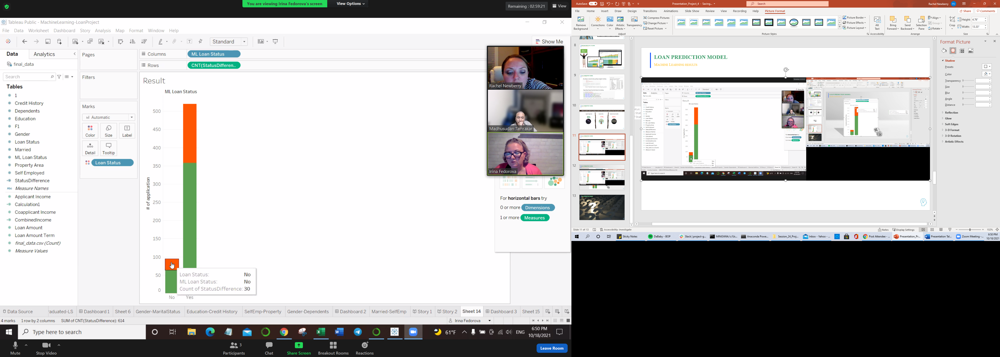 You are viewing Irina Fedorova's screen
View Options
Remaining : 02:59:21
View
Tableau Public - MachineLearning-LoanProject
File Data Worksheet Dashboard Story Analysis Map Format Window Help
Standard
Show Me
Data
Analytics
Pages
Columns
ML Loan Status
final_data
Rows
CNT(StatusDifferen..
Search
Filters
Tables
1
Credit History
Dependents
Education
F1
Gender
Loan Status
Married
ML Loan Status
Property Area
Self Employed
StatusDifference
Abc Measure Names
Applicant Income
Calculation1
Coapplicant Income
CombinedIncome
Loan Amount
Loan Amount Term
final_data.csv (Count)
Measure Values
Marks
Automatic
Color
Size
Label
Detail
Tooltip
Loan Status
Result
ML Loan Status
# of application
500
450
400
350
300
250
200
150
100
50
0
No
Yes
Loan Status: No
ML Loan Status: No
Count of StatusDifference: 30
Rachel Newberry
Madhusudan Tamrakar
Irina Fedorova
For horizontal bars try
0 or more Dimensions
1 or more Measures
Data Source
raduated-LS
Dashboard 1
Sheet 6
Gender-MaritalStatus
Education-Credit History
SelfEmp-Property
Gender-Dependents
Dashboard 2
Married-SelfEmp
Story 1
Story 2
Sheet 14
Dashboard 3
Sheet 15
4 marks
1 row by 2 columns
SUM of CNT(StatusDifference): 614
Irina Fedorova
Type here to search
61°F
ENG
6:50 PM
10/18/2021
Mute
Stop Video
Participants
3
Chat
Share Screen
Breakout Rooms
Reactions
Leave Room
AutoSave On
Presentation_Project_4 - Saving...
Search
Rachel Newberry
RN
File Home Insert Draw Design Transitions Animations Slide Show Review View Recording Help Picture Format
Share
Comments
Remove Background
Corrections
Color
Artistic Effects
Transparency
Compress Pictures
Change Picture
Reset Picture
Adjust
Picture Styles
Picture Border
Picture Effects
Picture Layout
Alt Text
Accessibility
Bring Forward
Send Backward
Selection Pane
Align
Group
Rotate
Arrange
Crop
Height: 4.76"
Width: 13.33"
Size
8
9
10
11
12
13
LOAN PREDICTION MODEL
MACHINE LEARNING RESULTS
Format Picture
Shadow
Presets
Color
Transparency
Size
Blur
Angle
Distance
Reflection
Glow
Soft Edges
3-D Format
3-D Rotation
Artistic Effects
Slide 11 of 13
Accessibility: Investigate
Notes
Display Settings
102%
Sticky Notes
DaBaby - BOP
Slack | project-g...
MINGW64:/c/Us...
Anaconda Powe...
Session_24_Proj...
Inbox - Yahoo - ...
Post Attendee - ...
Presentation_Pr...
Presentation Tal...
Zoom Meeting -...
6:50 PM
10/18/2021